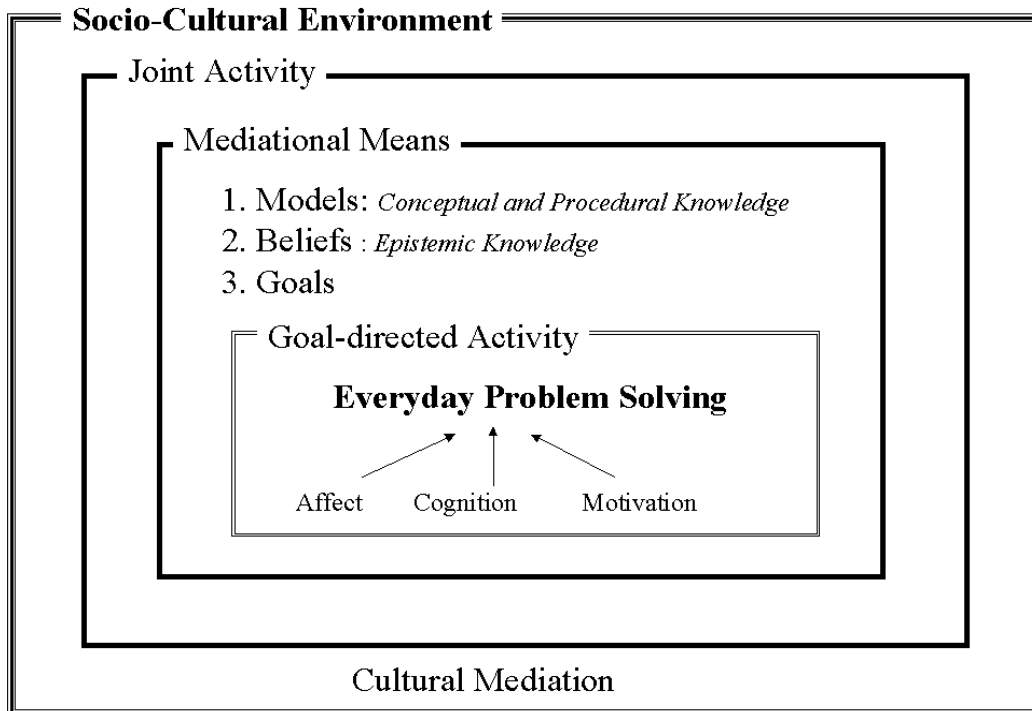 Socio-Cultural Environment
Joint Activity
Mediational Means
1. Models: Conceptual and Procedural Knowledge
2. Beliefs : Epistemic Knowledge
3. Goals
Goal-directed Activity
Everyday Problem Solving
Affect Cognition Motivation
Cultural Mediation